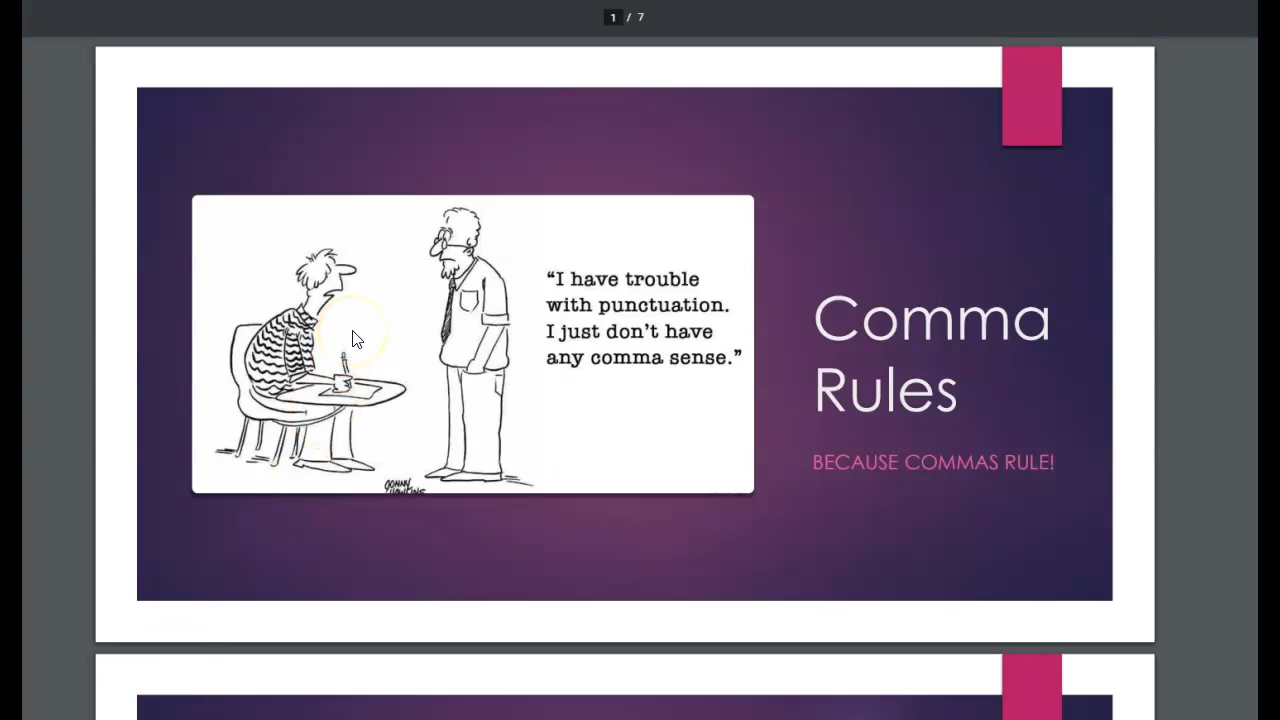 1 / 7
“I have trouble
with punctuation.
I just don’t have
any comma sense.”
Comma
Rules
BECAUSE COMMAS RULE!